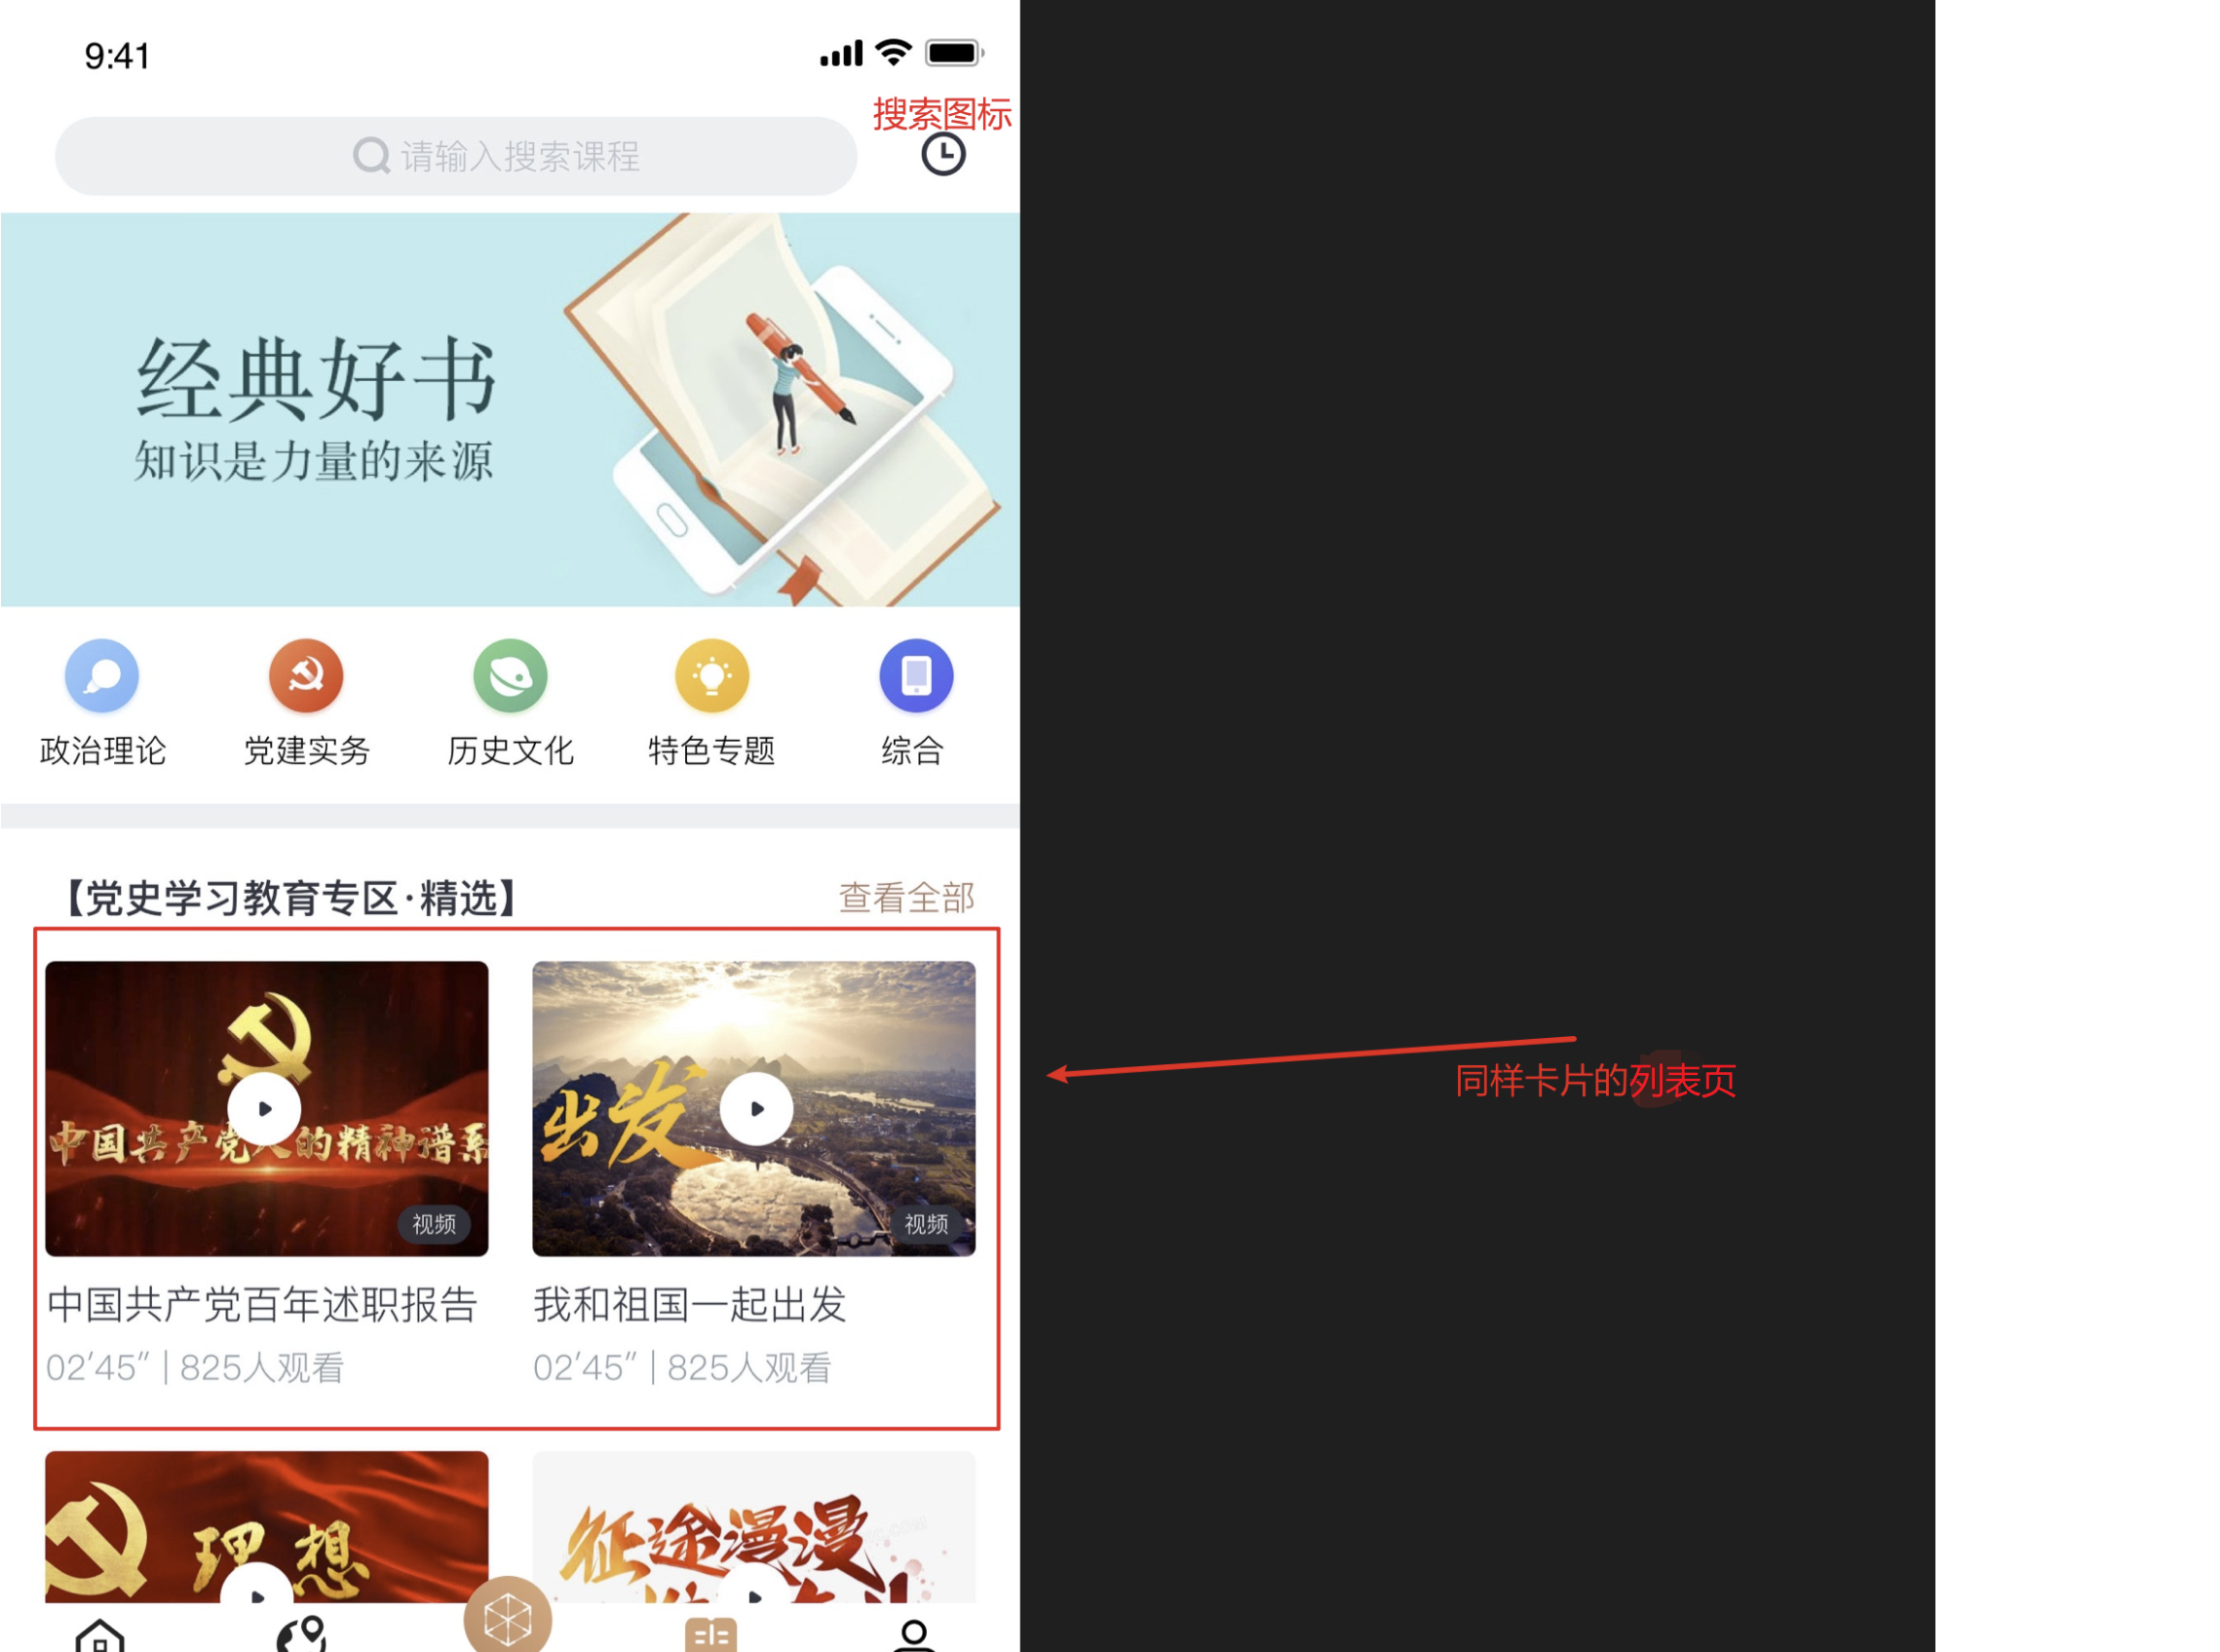 9:41
搜索图标
请输入搜索课程
经典好书
知识是力量的来源
政治理论
党建实务
历史文化
特色专题
综合
【党史学习教育专区·精选】
查看全部
中国共产党人的精神谱系
视频
出发
视频
同样卡片的列表页
中国共产党百年述职报告
我和祖国一起出发
02′45″ | 825人观看
02′45″ | 825人观看
理想
征途漫漫